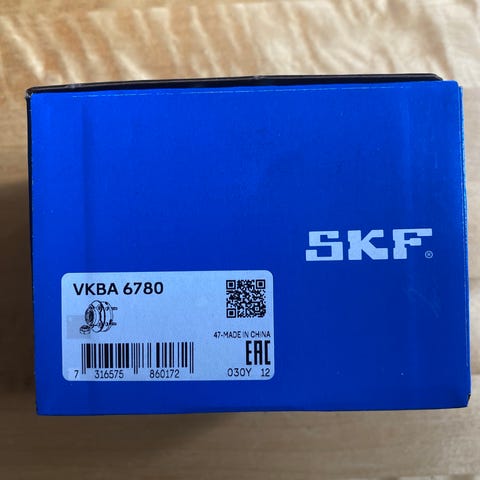 SKF®
VKBA 6780
47-MADE IN CHINA
EAC
7 316575 860172
030Y 12